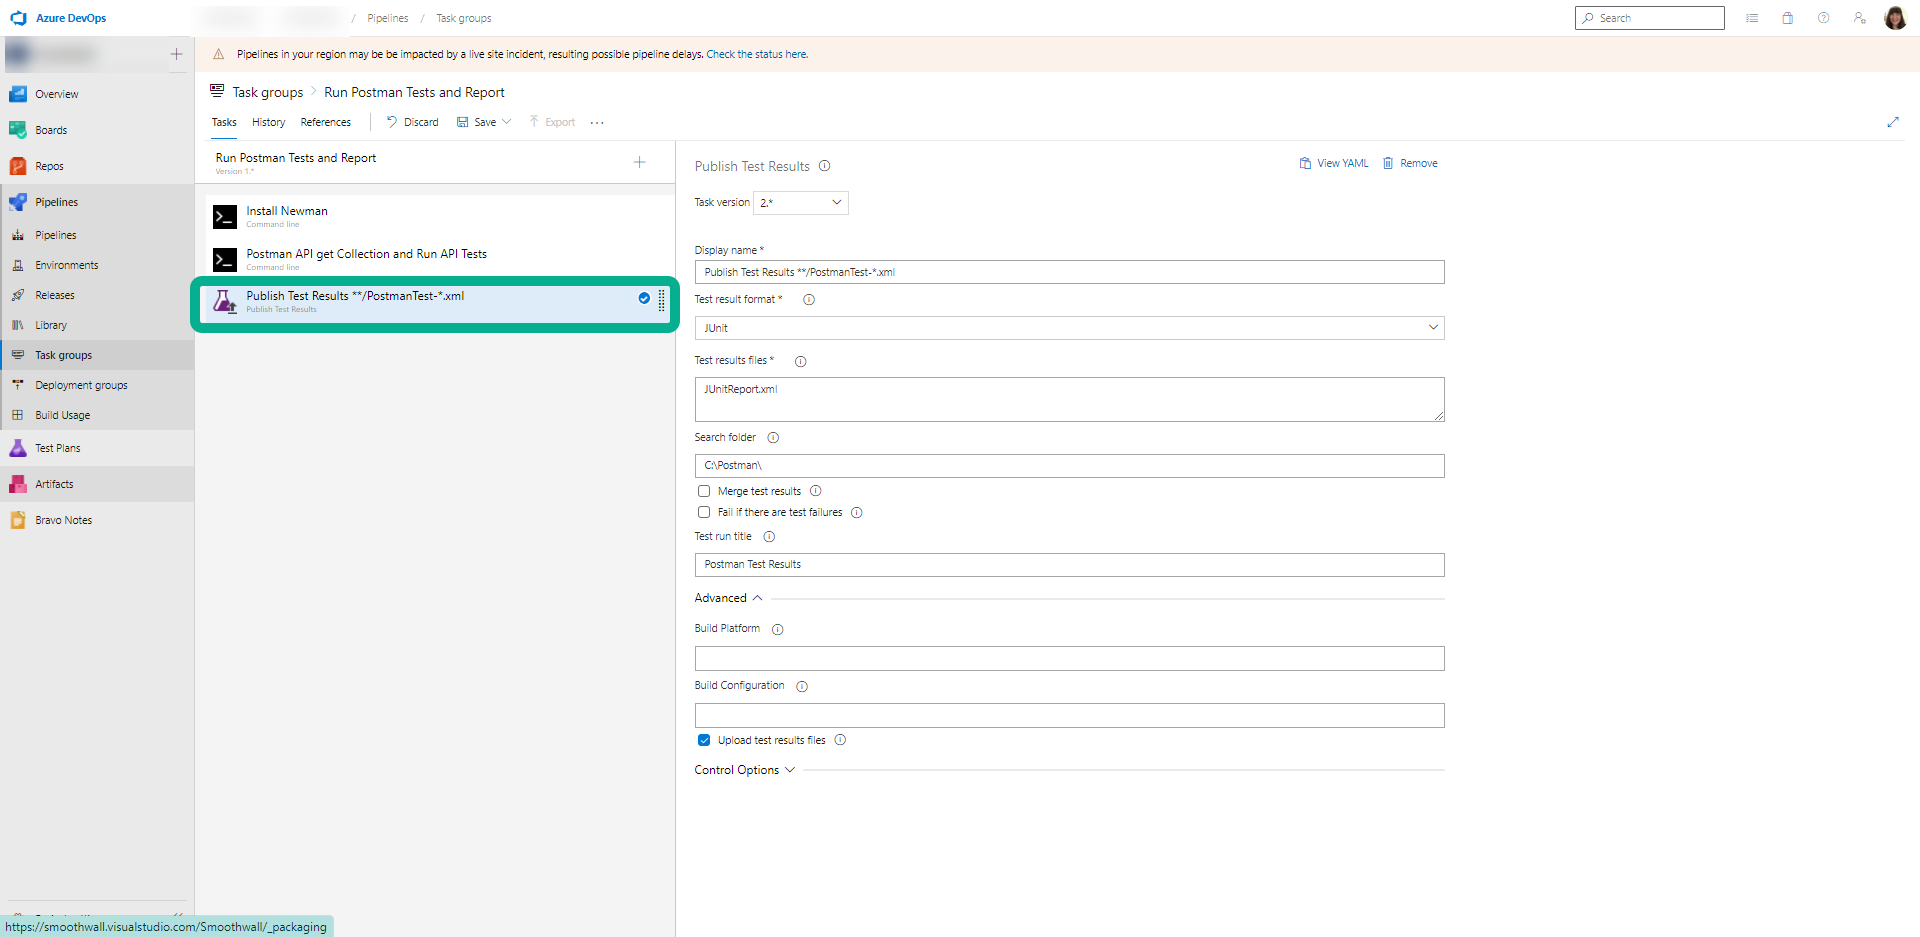 Azure DevOps
/ Pipelines / Task groups
Search
Pipelines in your region may be be impacted by a live site incident, resulting possible pipeline delays. Check the status here.
Overview
Boards
Repos
Pipelines
Pipelines
Environments
Releases
Library
Task groups
Deployment groups
Build Usage
Test Plans
Artifacts
Bravo Notes
https://smoothwall.visualstudio.com/Smoothwall/_packaging
Task groups > Run Postman Tests and Report
Tasks History References Discard Save Export ...
Run Postman Tests and Report
Version 1.*
Install Newman
Command line
Postman API get Collection and Run API Tests
Command line
Publish Test Results **/PostmanTest-*.xml
Publish Test Results
Publish Test Results
View YAML Remove
Task version 2.*
Display name *
Publish Test Results **/PostmanTest-*.xml
Test result format *
JUnit
Test results files *
JUnitReport.xml
Search folder
C:\Postman\
Merge test results
Fail if there are test failures
Test run title
Postman Test Results
Advanced
Build Platform
Build Configuration
Upload test results files
Control Options